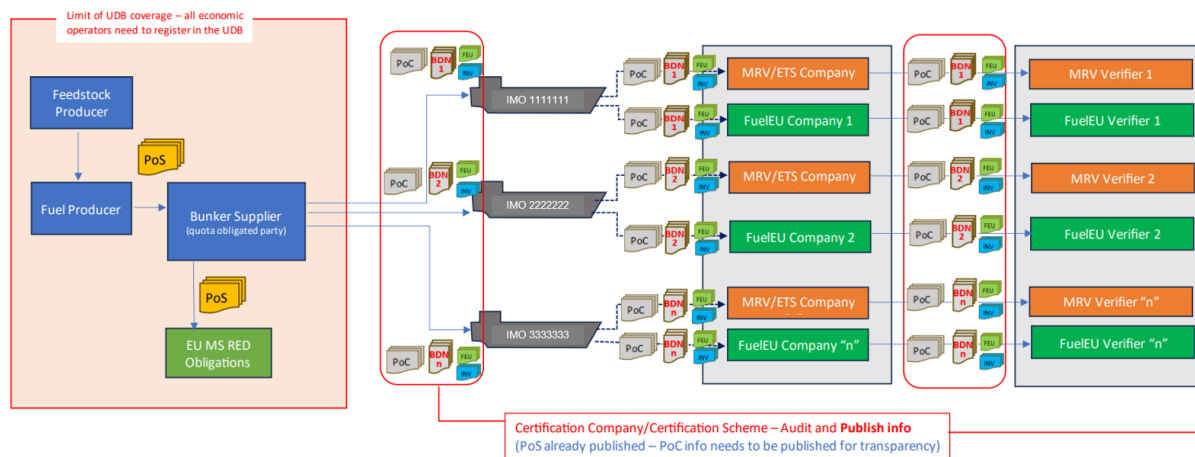 Limit of UDB coverage – all economic
operators need to register in the UDB
Feedstock
Producer
PoS
Fuel Producer
Bunker Supplier
(quota obligated party)
PoS
EU MS RED
Obligations
PoC
BDN
1
FEU
INV
PoC
BDN
2
FEU
INV
PoC
BDN
n
FEU
INV
IMO 1111111
IMO 2222222
IMO 3333333
PoC
BDN
1
FEU
INV
PoC
BDN
1
FEU
INV
PoC
BDN
2
FEU
INV
PoC
BDN
2
FEU
INV
PoC
BDN
n
FEU
INV
PoC
BDN
n
FEU
INV
MRV/ETS Company
FuelEU Company 1
MRV/ETS Company
FuelEU Company 2
MRV/ETS Company
FuelEU Company “n”
PoC
BDN
1
FEU
INV
PoC
BDN
1
FEU
INV
PoC
BDN
2
FEU
INV
PoC
BDN
2
FEU
INV
PoC
BDN
n
FEU
INV
PoC
BDN
n
FEU
INV
MRV Verifier 1
FuelEU Verifier 1
MRV Verifier 2
FuelEU Verifier 2
MRV Verifier “n”
FuelEU Verifier “n”
Certification Company/Certification Scheme – Audit and Publish info
(PoS already published – PoC info needs to be published for transparency)